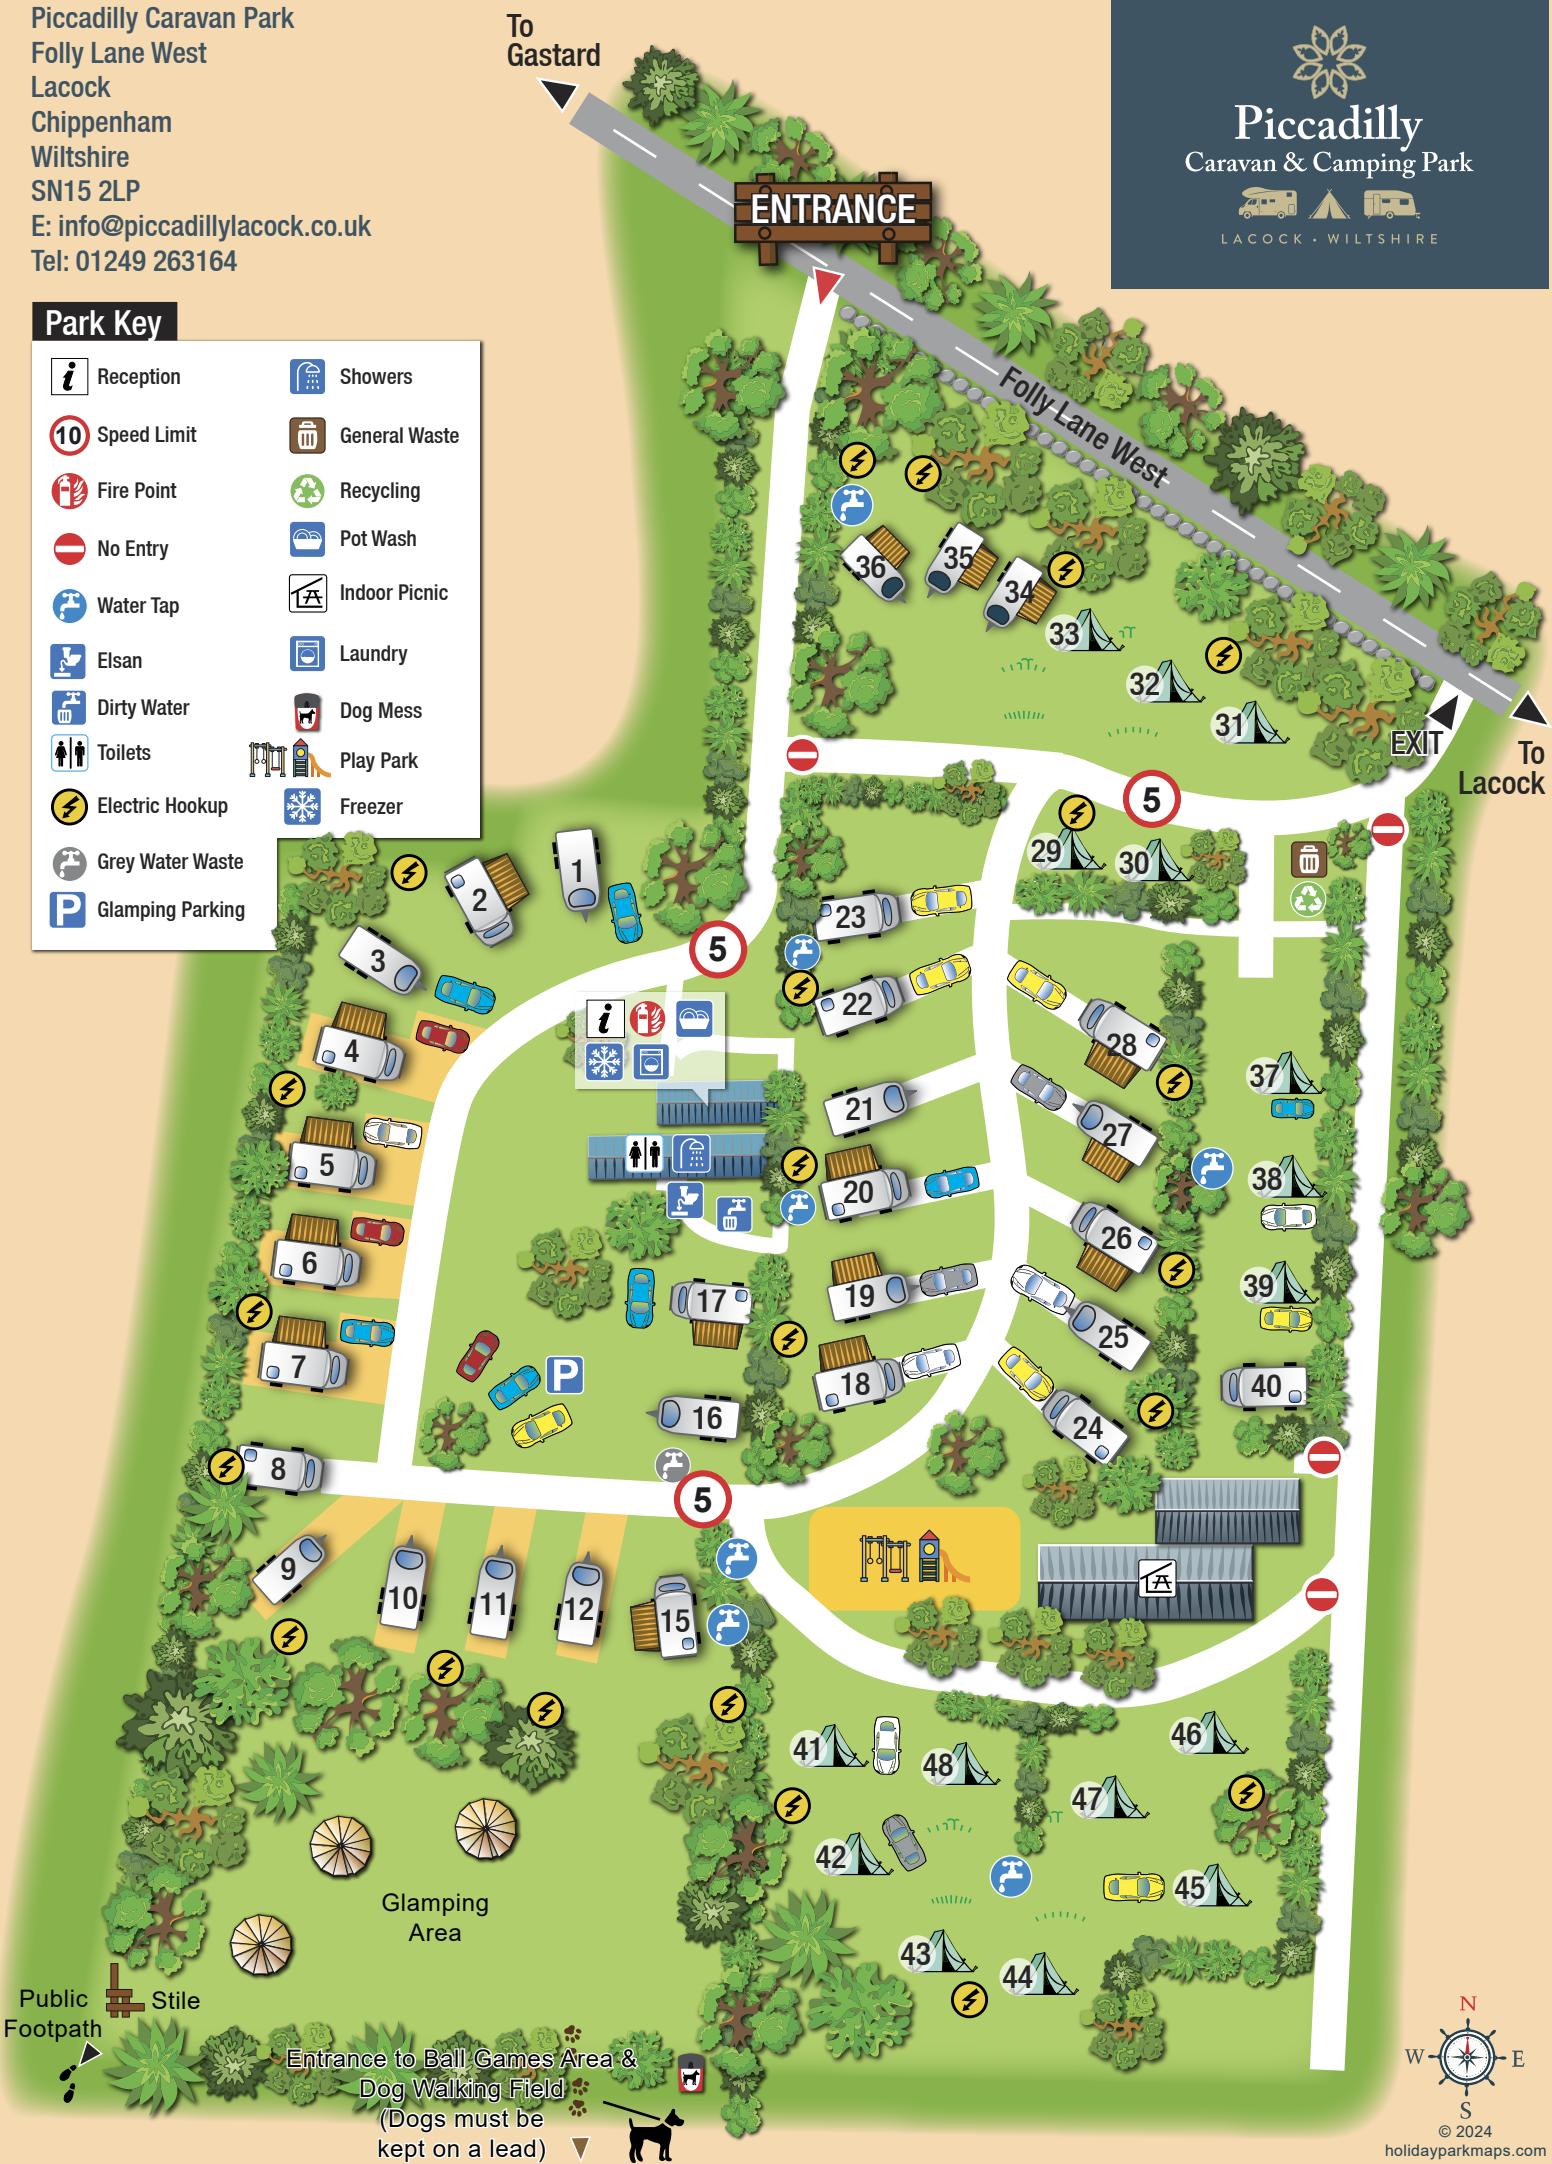 Piccadilly Caravan Park
Folly Lane West
Lacock
Chippenham
Wiltshire
SN15 2LP
E: info@piccadillylacock.co.uk
Tel: 01249 263164
To
Gastard
Piccadilly
Caravan & Camping Park
LACOCK · WILTSHIRE
ENTRANCE
Park Key
Reception
10 Speed Limit
Fire Point
No Entry
Water Tap
Elsan
Dirty Water
Toilets
Electric Hookup
Grey Water Waste
P Glamping Parking
Showers
General Waste
Recycling
Pot Wash
Indoor Picnic
Laundry
Dog Mess
Play Park
Freezer
Folly Lane West
36
35
34
33
32
31
EXIT
To
Lacock
5
29
30
1
2
3
23
5
22
4
28
37
21
27
5
38
20
6
26
39
19
17
25
7
18
40
16
24
P
8
5
9
10
11
12
15
46
41
48
47
42
45
43
44
Glamping
Area
Public
Footpath
Stile
Entrance to Ball Games Area &
Dog Walking Field
(Dogs must be
kept on a lead)
N
W
E
S
© 2024
holidayparkmaps.com